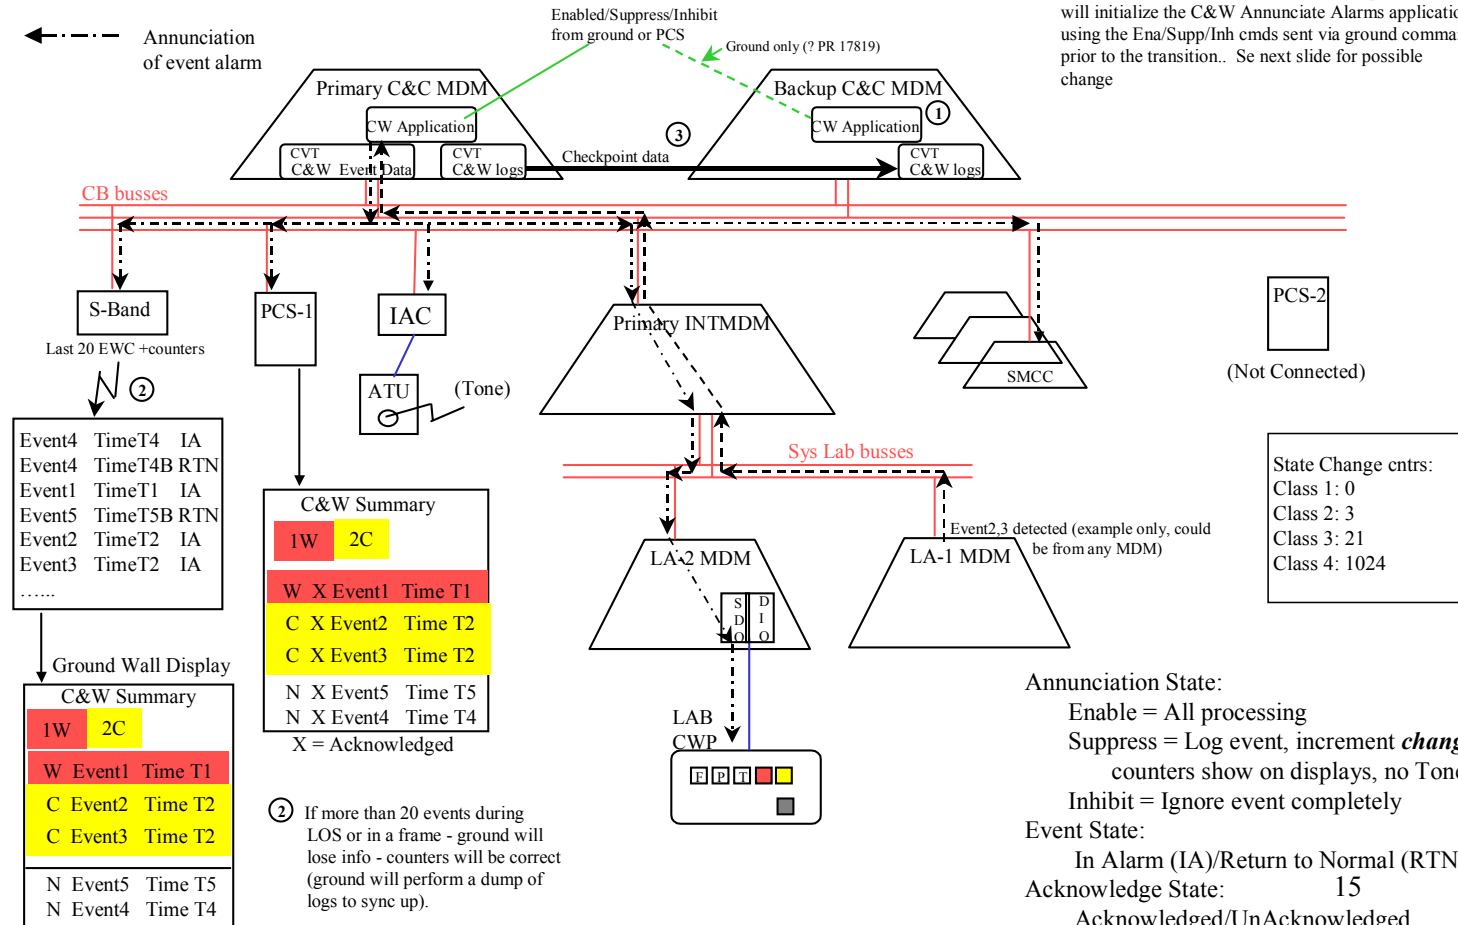 Annunciation
of event alarm
Enabled/Suppress/Inhibit
from ground or PCS
Ground only (? PR 17819)
will initialize the C&W Annunciate Alarms applicatio
using the Ena/Supp/Inh cmds sent via ground comma
prior to the transition.. Se next slide for possible
change
Primary C&C MDM
CW Application
CVT
C&W Event Data
CVT
C&W logs
3
Checkpoint data
Backup C&C MDM
CW Application
1
CVT
C&W logs
CB busses
S-Band
Last 20 EWC +counters
2
PCS-1
IAC
ATU
(Tone)
Primary INTMDM
SMCC
PCS-2
(Not Connected)
Event4 TimeT4 IA
Event4 TimeT4B RTN
Event1 TimeT1 IA
Event5 TimeT5B RTN
Event2 TimeT2 IA
Event3 TimeT2 IA
…...
C&W Summary
1W 2C
W X Event1 Time T1
C X Event2 Time T2
C X Event3 Time T2
N X Event5 Time T5
N X Event4 Time T4
X = Acknowledged
Sys Lab busses
Event2,3 detected (example only, could
be from any MDM)
LA-2 MDM
SDO
DIO
LA-1 MDM
State Change cntrs:
Class 1: 0
Class 2: 3
Class 3: 21
Class 4: 1024
Ground Wall Display
C&W Summary
1W 2C
W Event1 Time T1
C Event2 Time T2
C Event3 Time T2
N Event5 Time T5
N Event4 Time T4
2 If more than 20 events during
LOS or in a frame - ground will
lose info - counters will be correct
(ground will perform a dump of
logs to sync up).
LAB
CWP
F P T
Annunciation State:
Enable = All processing
Suppress = Log event, increment chang
counters show on displays, no Tone
Inhibit = Ignore event completely
Event State:
In Alarm (IA)/Return to Normal (RTN
Acknowledge State:
15
Acknowledged/UnAcknowledged